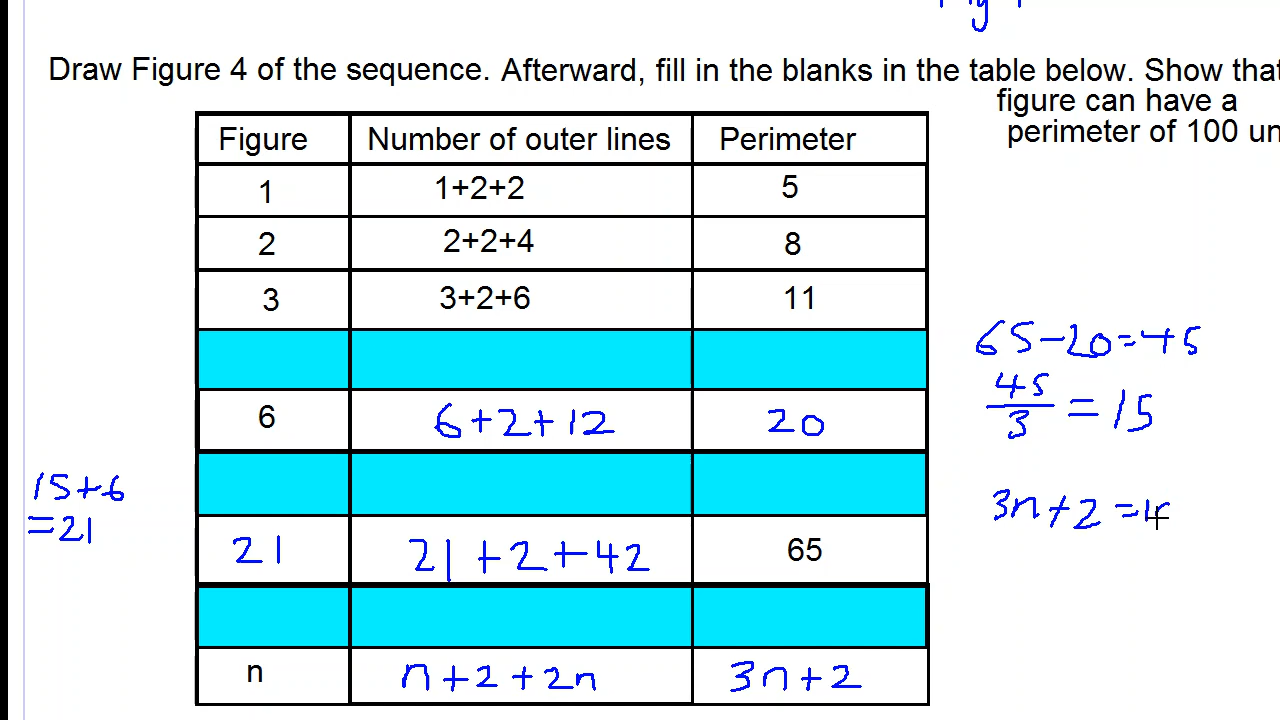 Fig
Draw Figure 4 of the sequence. Afterward, fill in the blanks in the table below. Show that
figure can have a
perimeter of 100 un
Figure Number of outer lines Perimeter
1 1+2+2 5
2 2+2+4 8
3 3+2+6 11
65-20=45
45/3 = 15
6 6+2+12 20
15+6
=21
3n+2=1
21 21+2+42 65
n n+2+2n 3n+2